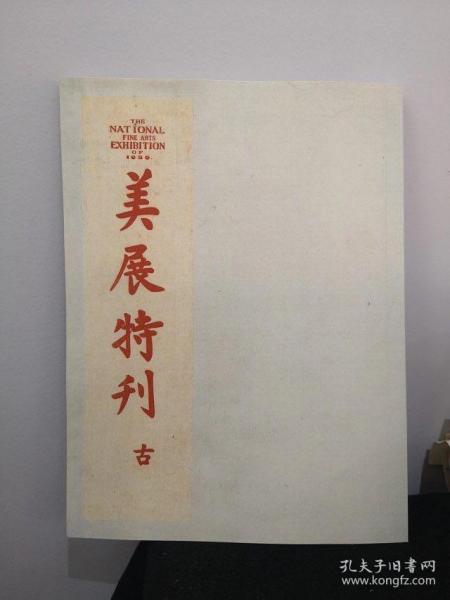 THE
NATIONAL
FINE ARTS
EXHIBITION
OF
1929.
美展特刊
古
孔夫子旧书网
www.kongfz.com